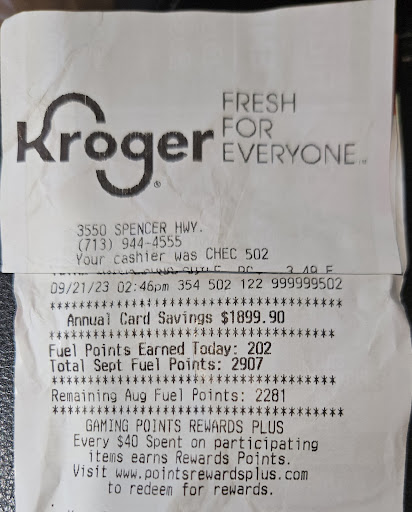 Kroger
FRESH
FOR
EVERYONE™
3550 SPENCER HWY.
(713) 944-4555
Your cashier was CHEC 502
3.49 F
09/21/23 02:46pm 354 502 122 999999502
************************************
Annual Card Savings $1899.90
************************************
Fuel Points Earned Today: 202
Total Sept Fuel Points: 2907
************************************
Remaining Aug Fuel Points: 2281
************************************
GAMING POINTS REWARDS PLUS
Every $40 Spent on participating
items earns Rewards Points.
Visit www.pointsrewardsplus.com
to redeem for rewards.